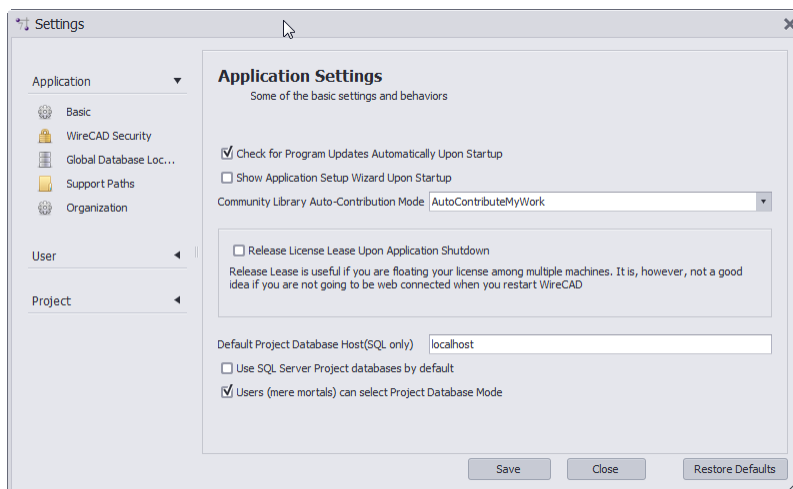 Settings
Application
Basic
WireCAD Security
Global Database Loc...
Support Paths
Organization
User
Project
Application Settings
Some of the basic settings and behaviors
Check for Program Updates Automatically Upon Startup
Show Application Setup Wizard Upon Startup
Community Library Auto-Contribution Mode AutoContributeMyWork
Release License Lease Upon Application Shutdown
Release Lease is useful if you are floating your license among multiple machines. It is, however, not a good
idea if you are not going to be web connected when you restart WireCAD
Default Project Database Host(SQL only) localhost
Use SQL Server Project databases by default
Users (mere mortals) can select Project Database Mode
Save Close Restore Defaults